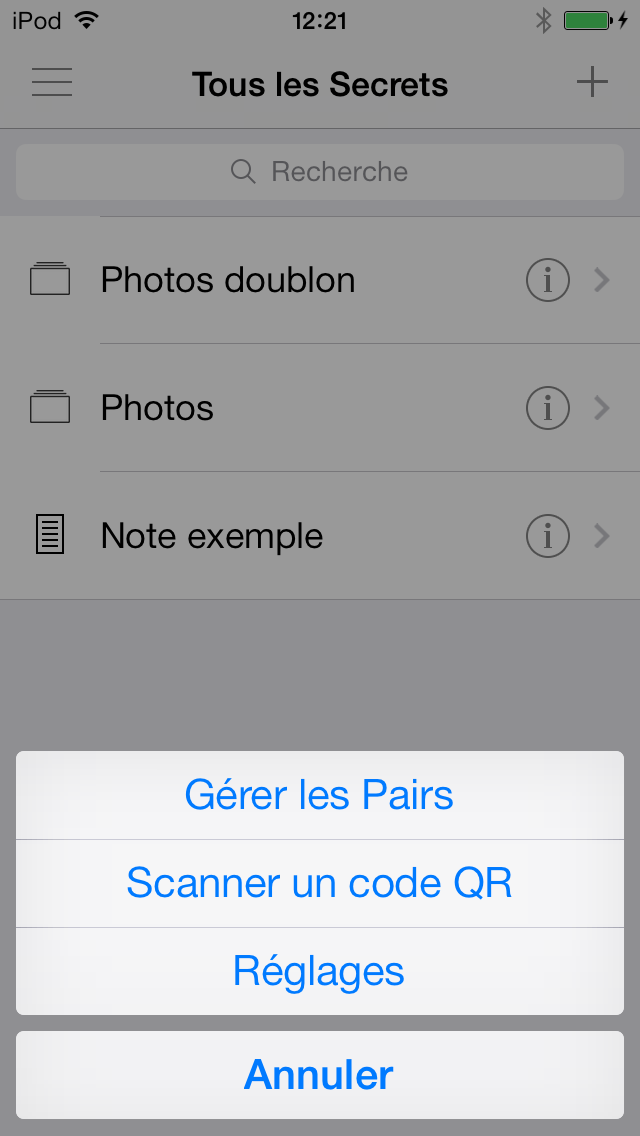 iPod 12:21
Tous les Secrets
Recherche
Photos doublon
Photos
Note exemple
Gérer les Pairs
Scanner un code QR
Réglages
Annuler